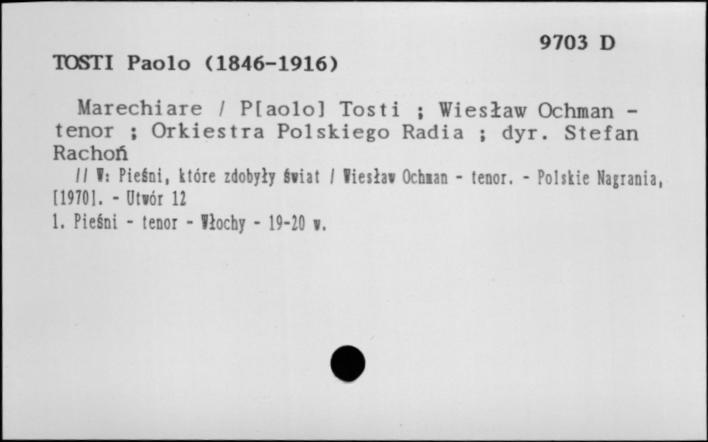 9703 D
TOSTI Paolo (1846-1916)
Marechiare / P[aolo] Tosti ; Wiesław Ochman -
tenor ; Orkiestra Polskiego Radia ; dyr. Stefan
Rachoń
// W: Pieśni, które zdobyły świat / Wiesław Ochman - tenor. - Polskie Nagrania,
[1970]. - Utwór 12
1. Pieśni - tenor - Włochy - 19-20 w.